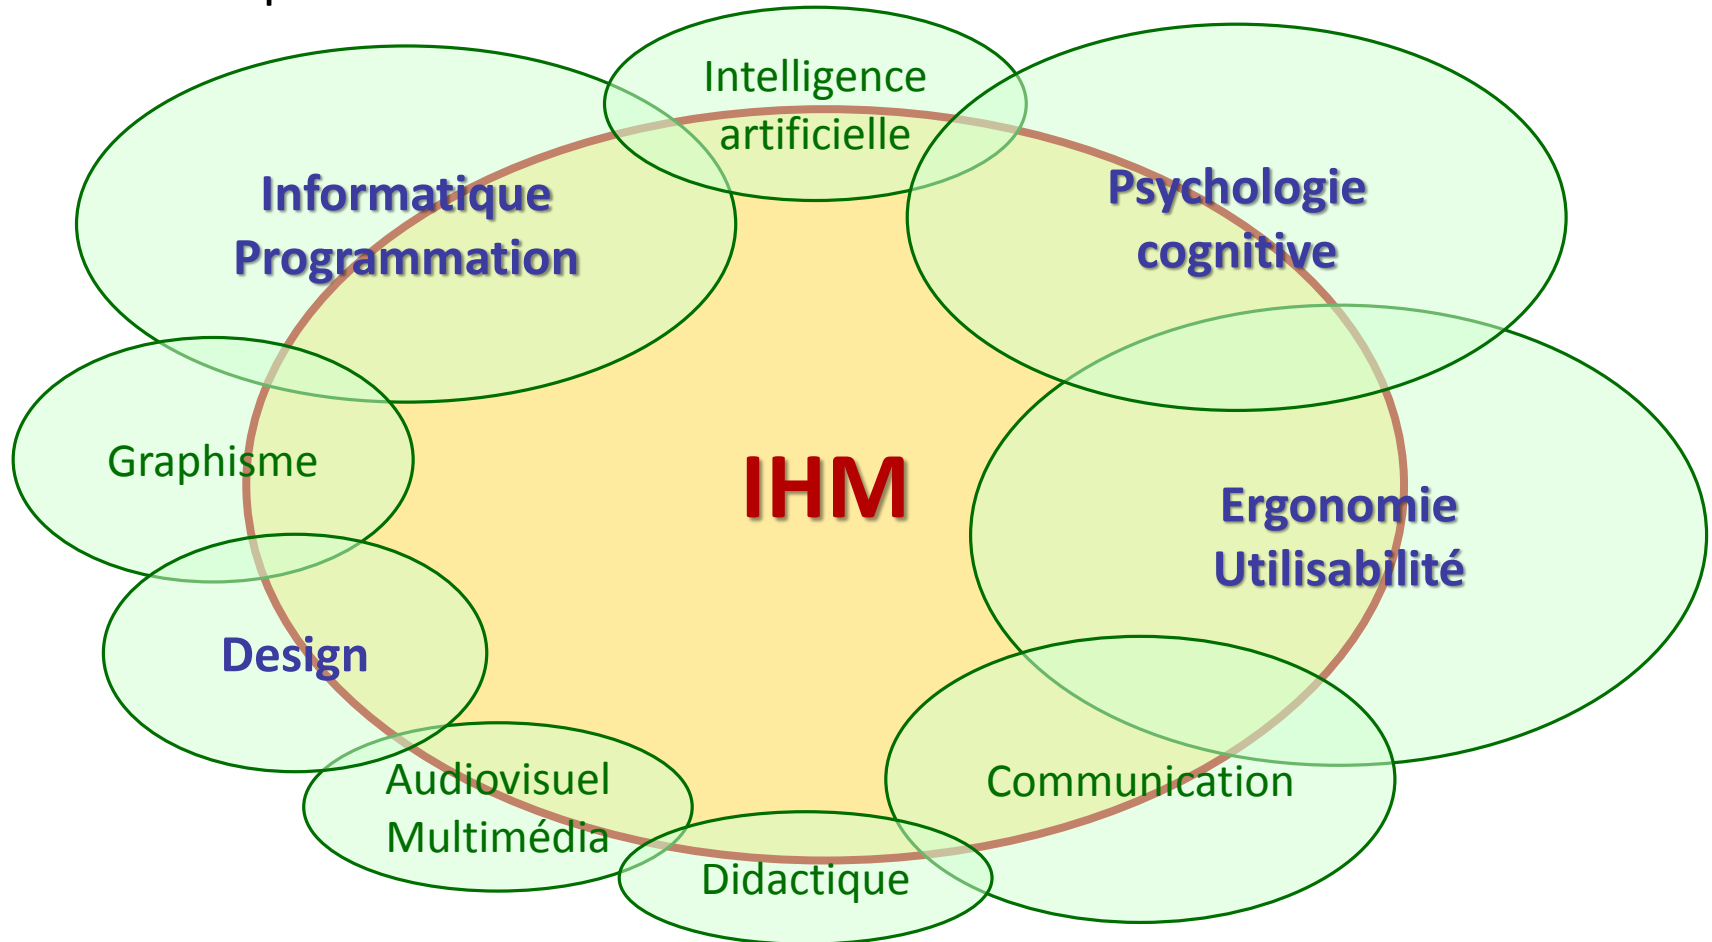 Intelligence
artificielle
Informatique
Programmation
Psychologie
cognitive
Graphisme
IHM
Ergonomie
Utilisabilité
Design
Audiovisuel
Multimédia
Communication
Didactique